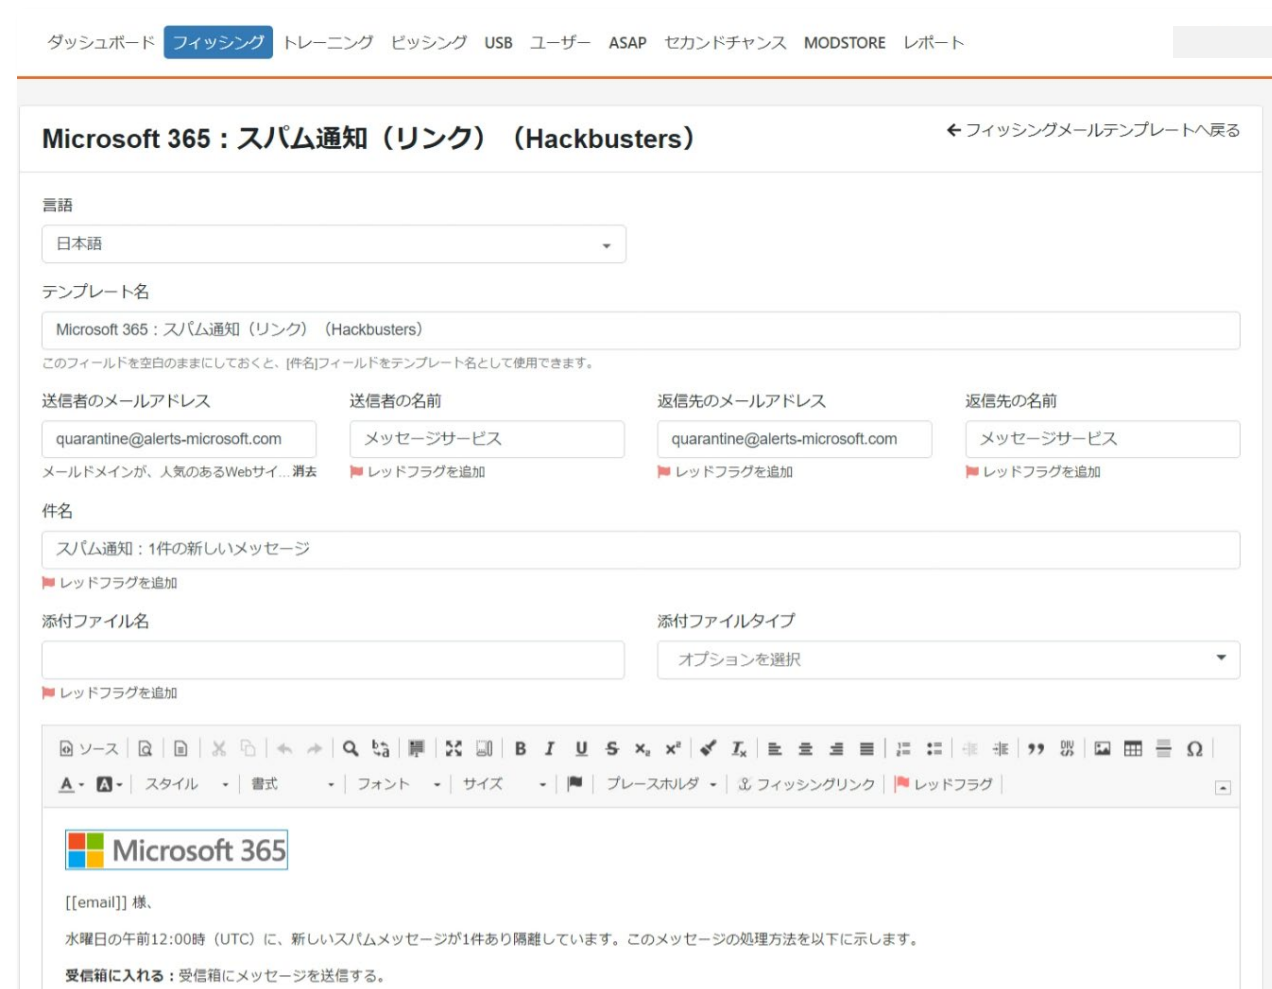 ダッシュボード フィッシング トレーニング ビッシング USB ユーザー ASAP セカンドチャンス MODSTORE レポート
Microsoft 365：スパム通知（リンク）（Hackbusters）
フィッシングメールテンプレートへ戻る
言語
日本語
テンプレート名
Microsoft 365：スパム通知（リンク）（Hackbusters）
このフィールドを空白のままにしておくと、[件名]フィールドをテンプレート名として使用できます。
送信者のメールアドレス 送信者の名前 返信先のメールアドレス 返信先の名前
quarantine@alerts-microsoft.com メッセージサービス quarantine@alerts-microsoft.com メッセージサービス
メールドメインが、人気のあるWebサイ... 消去 レッドフラグを追加 レッドフラグを追加 レッドフラグを追加
件名
スパム通知：1件の新しいメッセージ
レッドフラグを追加
添付ファイル名 添付ファイルタイプ
オプションを選択
レッドフラグを追加
ソース B I U S x₂ x² Ix Ω
A A スタイル 書式 フォント サイズ プレースホルダ フィッシングリンク レッドフラグ
Microsoft 365
[[email]] 様、
水曜日の午前12:00時（UTC）に、新しいスパムメッセージが1件あり隔離しています。このメッセージの処理方法を以下に示します。
受信箱に入れる：受信箱にメッセージを送信する。